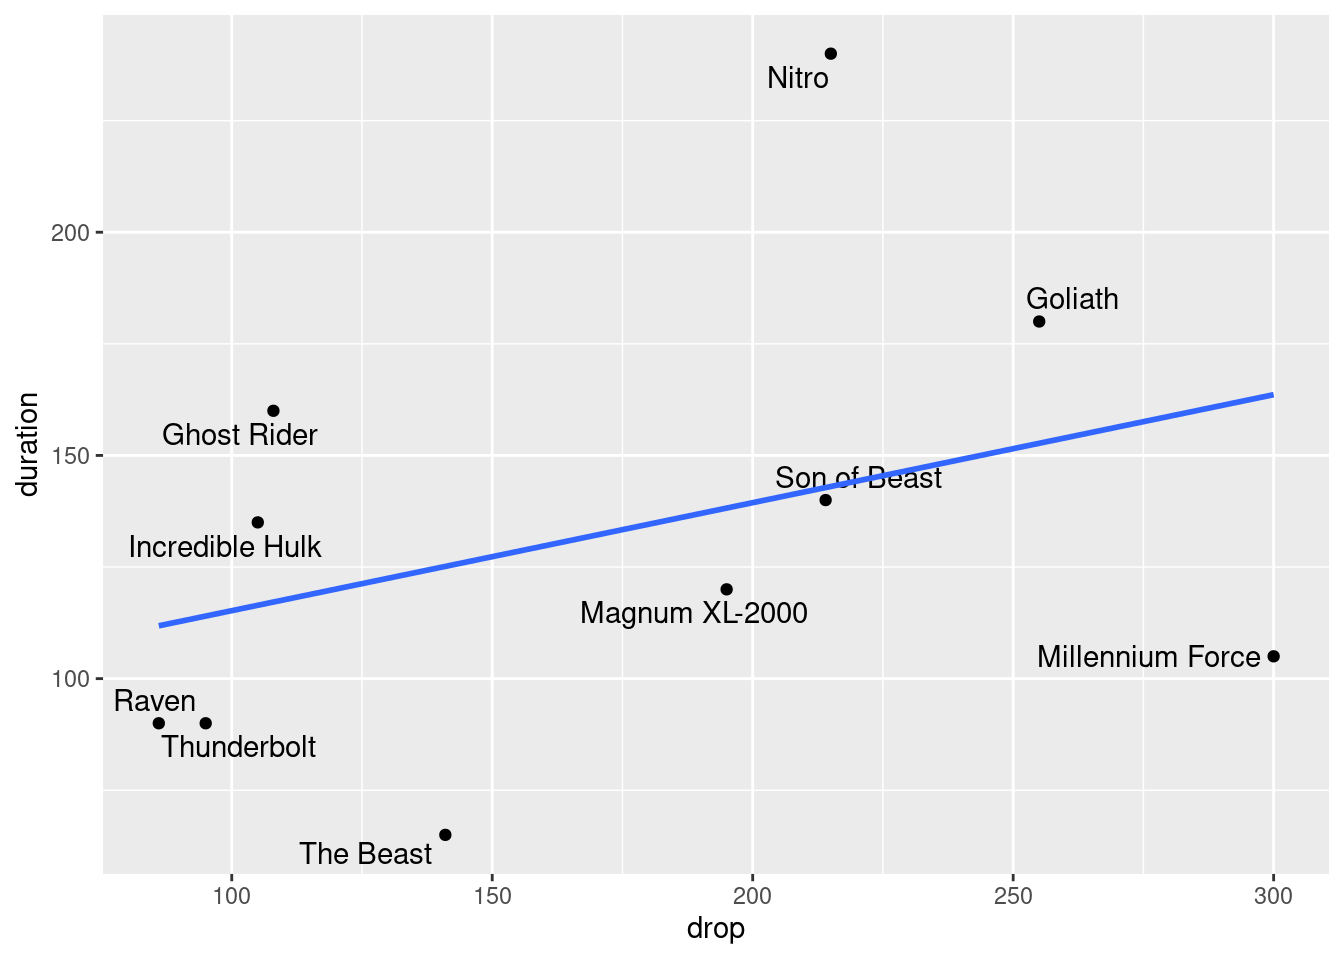 Nitro
200
Goliath
Ghost Rider
150
Son of Beast
Incredible Hulk
Magnum XL-2000
Millennium Force
100
Raven
Thunderbolt
The Beast
duration
100 150 200 250 300
drop